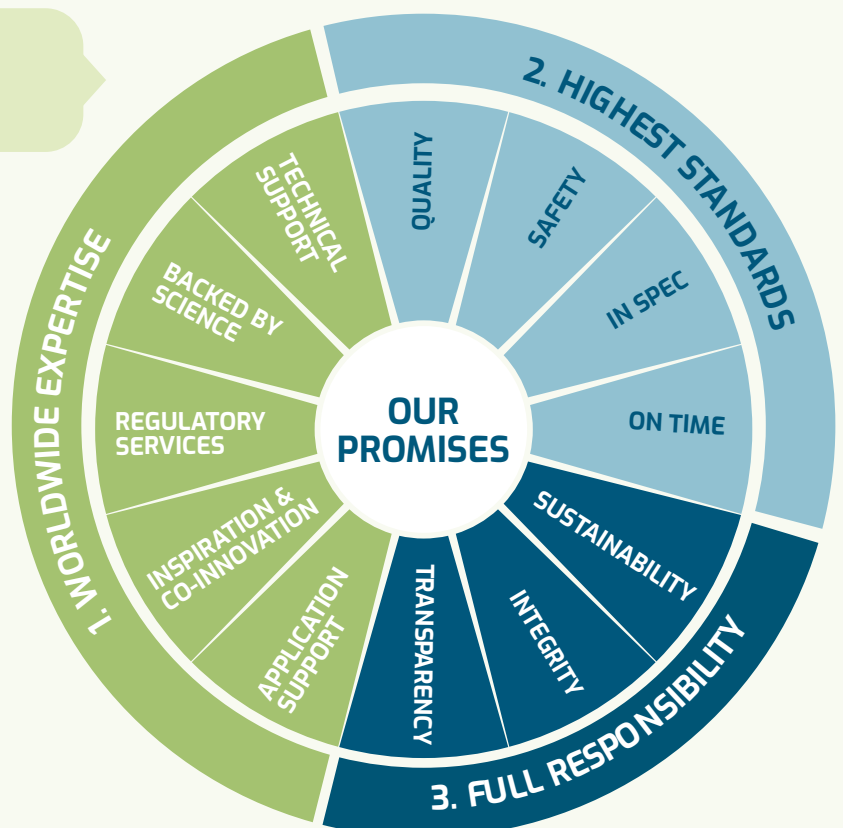 OUR
PROMISES
1. WORLDWIDE EXPERTISE
TECHNICAL
SUPPORT
BACKED BY
SCIENCE
REGULATORY
SERVICES
INSPIRATION &
CO-INNOVATION
APPLICATION
SUPPORT
2. HIGHEST STANDARDS
QUALITY
SAFETY
IN SPEC
ON TIME
3. FULL RESPONSIBILITY
SUSTAINABILITY
INTEGRITY
TRANSPARENCY